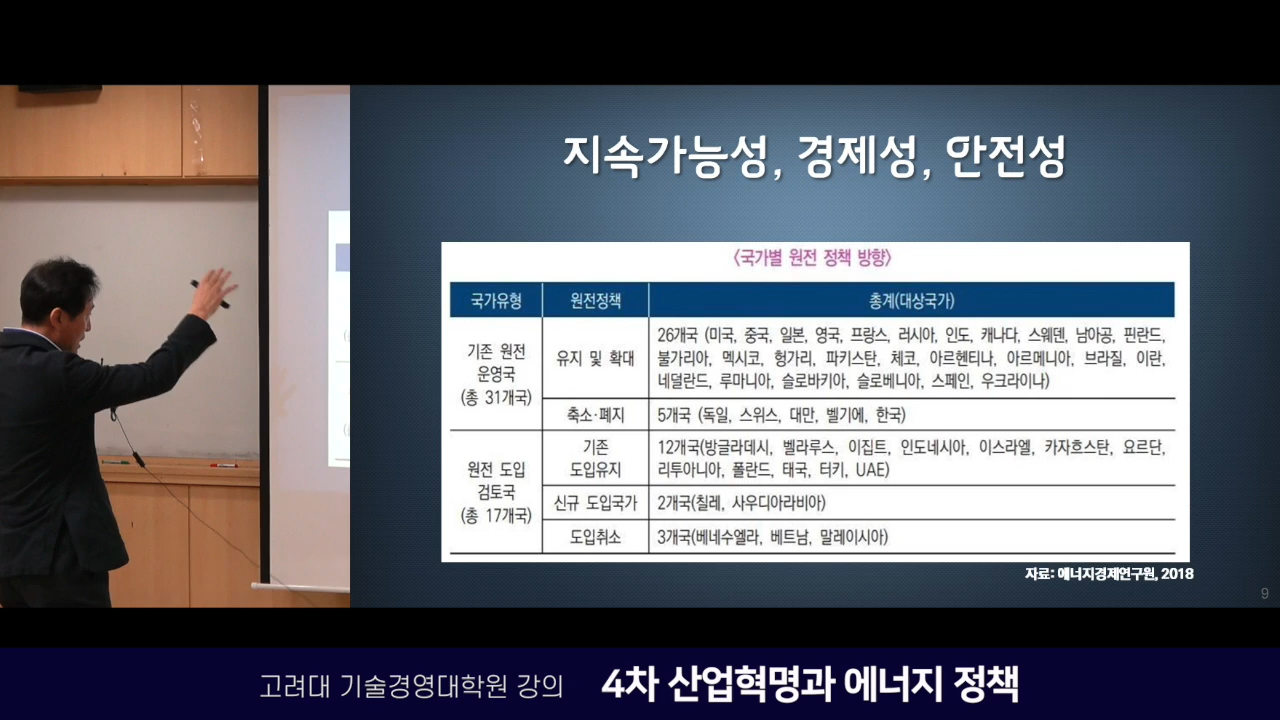 지속가능성, 경제성, 안전성
<국가별 원전 정책 방향>
국가유형 원전정책 총계(대상국가)
기존 원전
운영국
(총 31개국)
유지 및 확대
26개국 (미국, 중국, 일본, 영국, 프랑스, 러시아, 인도, 캐나다, 스웨덴, 남아공, 핀란드,
불가리아, 멕시코, 헝가리, 파키스탄, 체코, 아르헨티나, 아르메니아, 브라질, 이란,
네덜란드, 루마니아, 슬로바키아, 슬로베니아, 스페인, 우크라이나)
축소·폐지
5개국 (독일, 스위스, 대만, 벨기에, 한국)
원전 도입
검토국
(총 17개국)
기존
도입유지
12개국(방글라데시, 벨라루스, 이집트, 인도네시아, 이스라엘, 카자흐스탄, 요르단,
리투아니아, 폴란드, 태국, 터키, UAE)
신규 도입국가
2개국(칠레, 사우디아라비아)
도입취소
3개국(베네수엘라, 베트남, 말레이시아)
자료: 에너지경제연구원, 2018
9
고려대 기술경영대학원 강의 4차 산업혁명과 에너지 정책